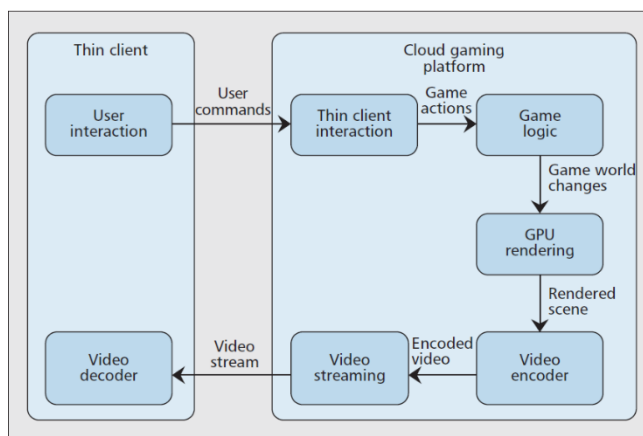 Thin client
Cloud gaming
platform
User
interaction
User
commands
Thin client
interaction
Game
actions
Game
logic
Game world
changes
GPU
rendering
Rendered
scene
Video
decoder
Video
stream
Video
streaming
Encoded
video
Video
encoder